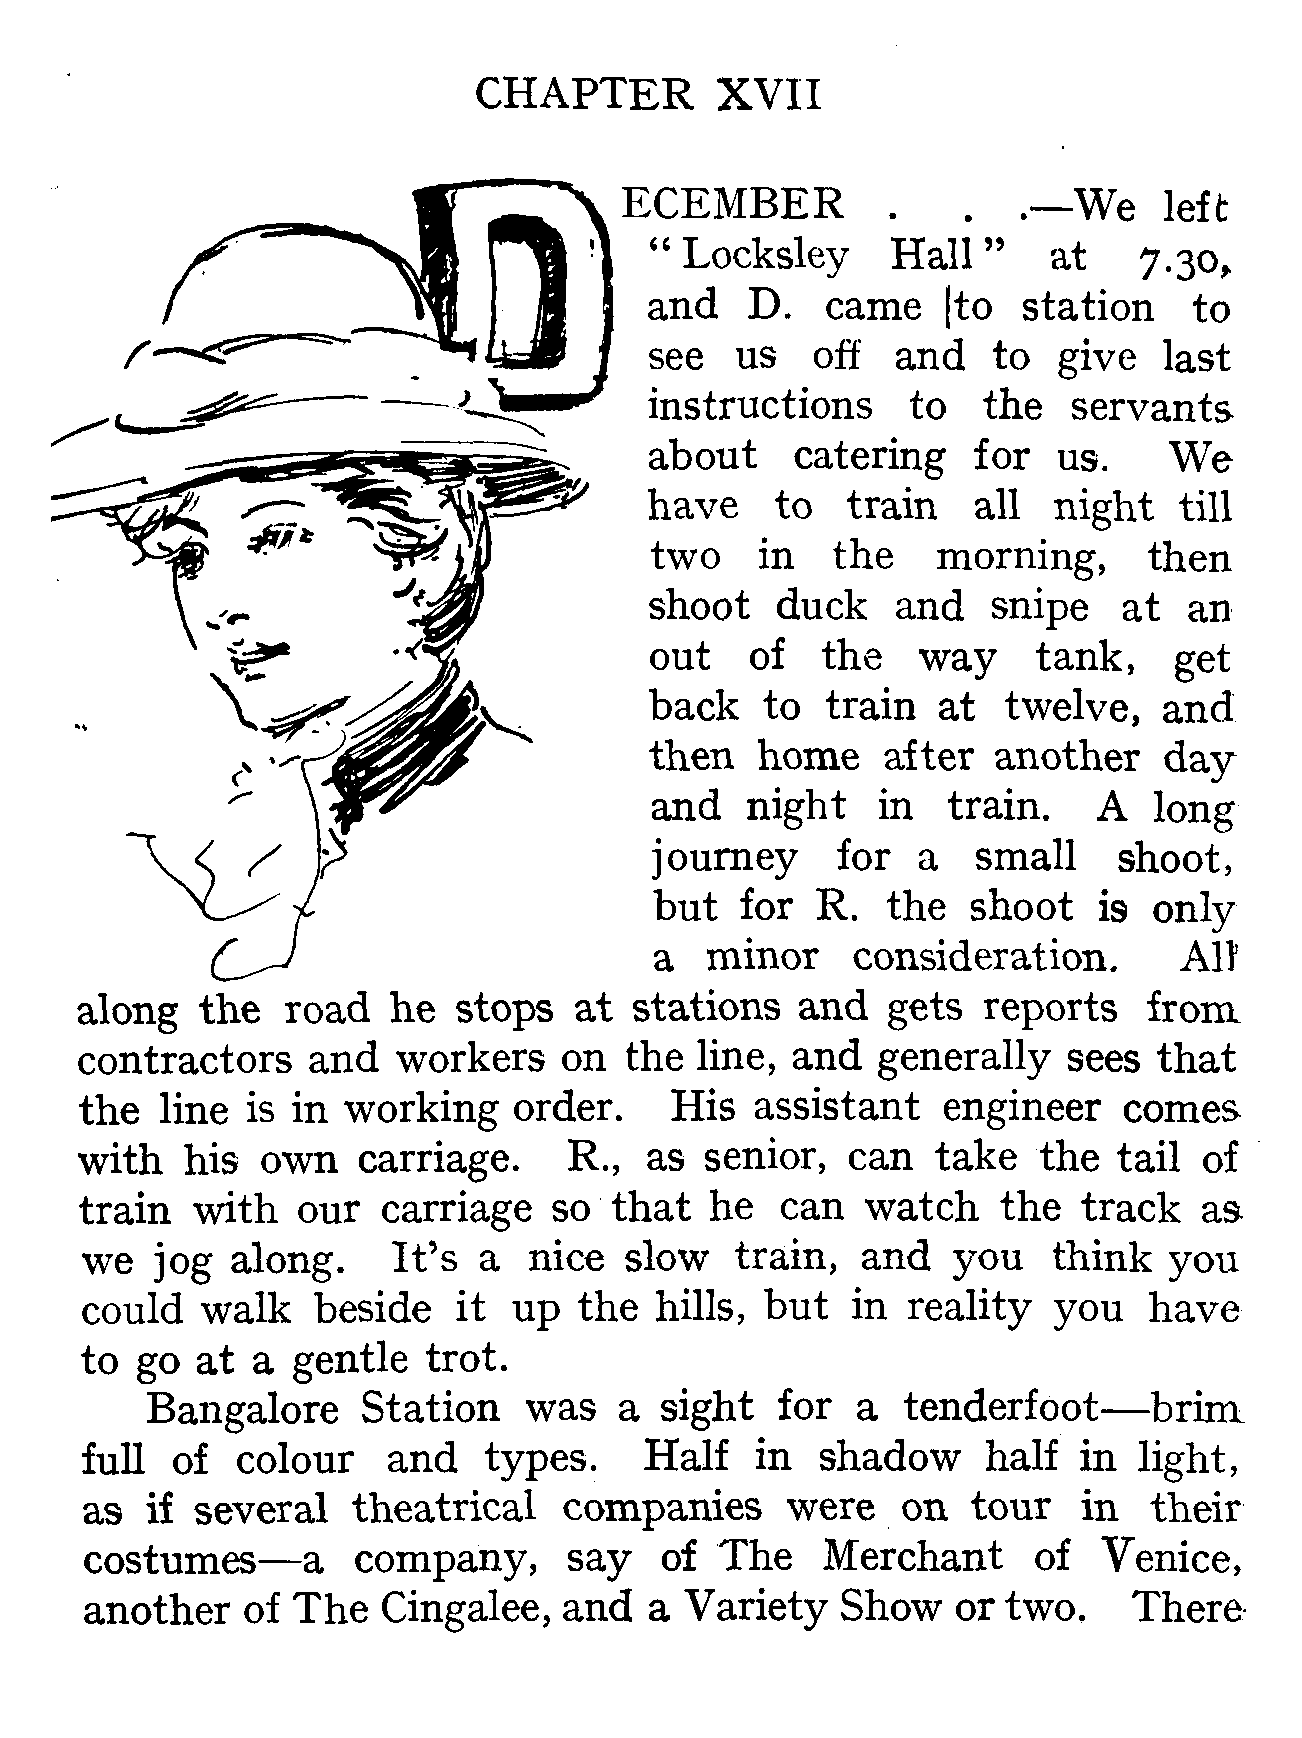 CHAPTER XVII
DECEMBER . . .—We left
“Locksley Hall” at 7.30,
and D. came to station to
see us off and to give last
instructions to the servants
about catering for us. We
have to train all night till
two in the morning, then
shoot duck and snipe at an
out of the way tank, get
back to train at twelve, and
then home after another day
and night in train. A long
journey for a small shoot,
but for R. the shoot is only
a minor consideration. All
along the road he stops at stations and gets reports from
contractors and workers on the line, and generally sees that
the line is in working order. His assistant engineer comes
with his own carriage. R., as senior, can take the tail of
train with our carriage so that he can watch the track as
we jog along. It’s a nice slow train, and you think you
could walk beside it up the hills, but in reality you have
to go at a gentle trot.
Bangalore Station was a sight for a tenderfoot—brim
full of colour and types. Half in shadow half in light,
as if several theatrical companies were on tour in their
costumes—a company, say of The Merchant of Venice,
another of The Cingalee, and a Variety Show or two. There